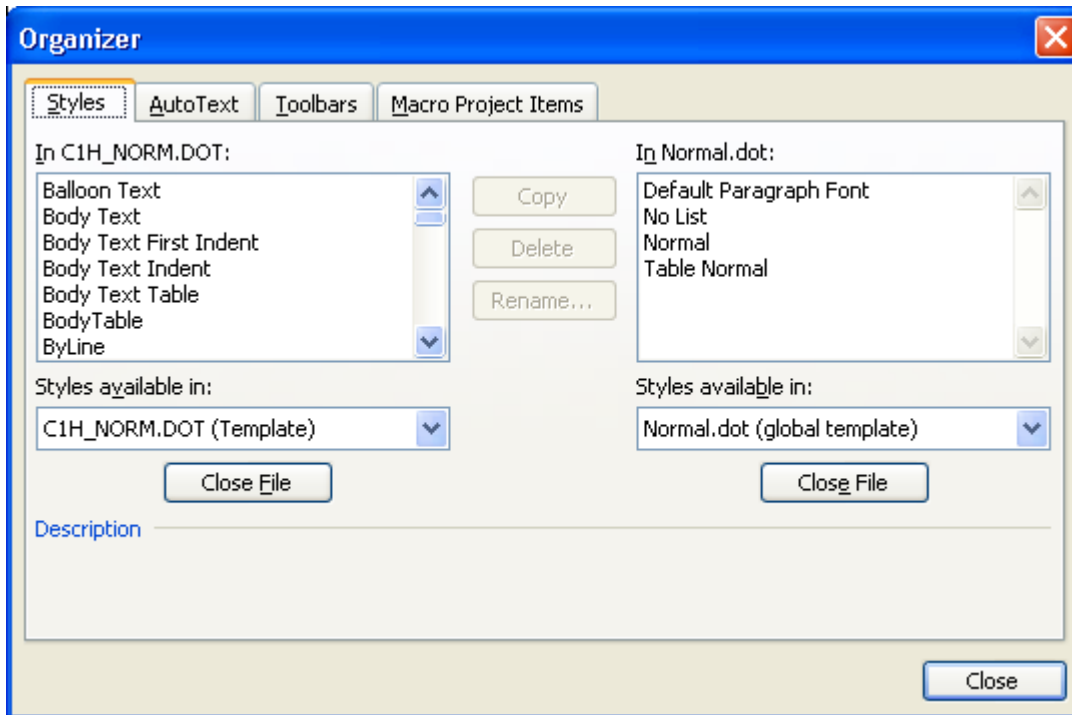 Organizer
Styles AutoText Toolbars Macro Project Items
In C1H_NORM.DOT:
Balloon Text
Body Text
Body Text First Indent
Body Text Indent
Body Text Table
BodyTable
ByLine
Styles available in:
C1H_NORM.DOT (Template)
Close File
Copy
Delete
Rename...
In Normal.dot:
Default Paragraph Font
No List
Normal
Table Normal
Styles available in:
Normal.dot (global template)
Close File
Description
Close